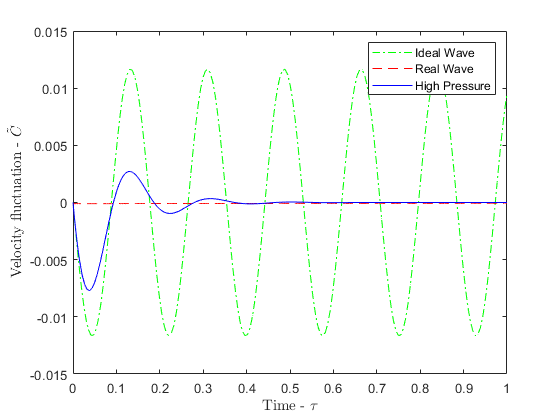 0.015
0.01
0.005
0
-0.005
-0.01
-0.015
Velocity fluctuation - C̃
Ideal Wave
Real Wave
High Pressure
0 0.1 0.2 0.3 0.4 0.5 0.6 0.7 0.8 0.9 1
Time - τ